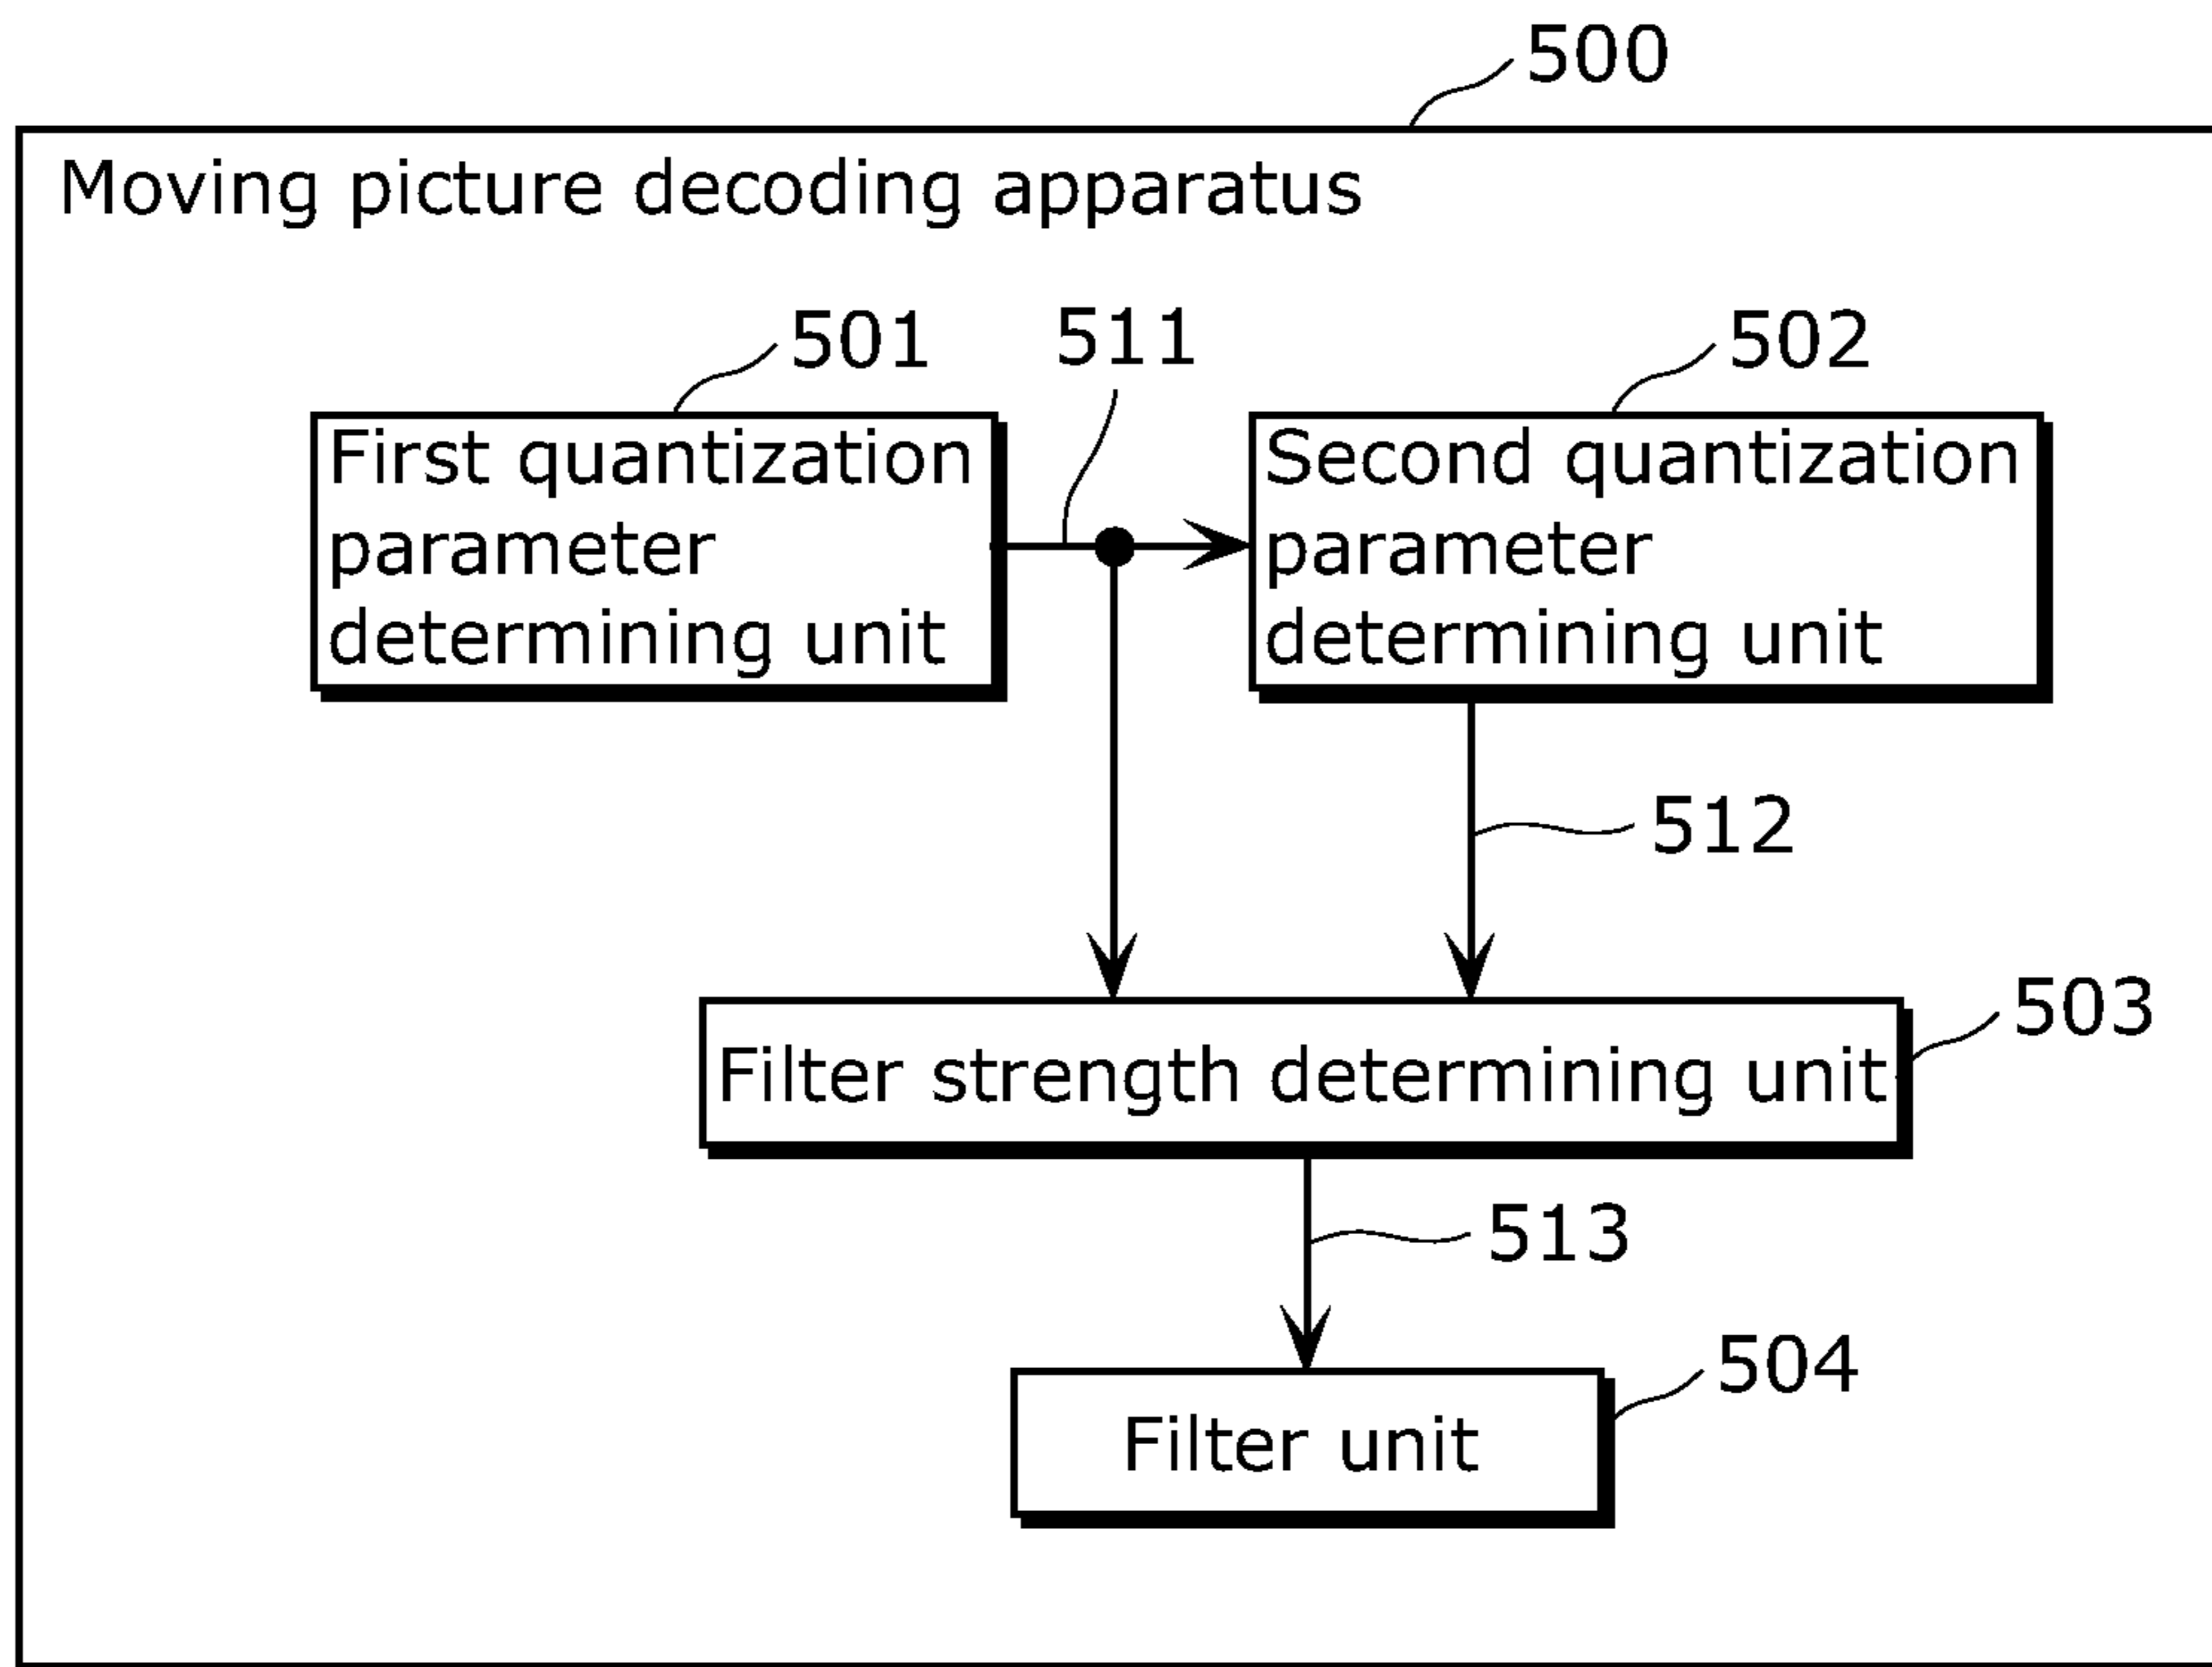 500
Moving picture decoding apparatus
501
511
502
First quantization
parameter
determining unit
Second quantization
parameter
determining unit
512
503
Filter strength determining unit
513
504
Filter unit